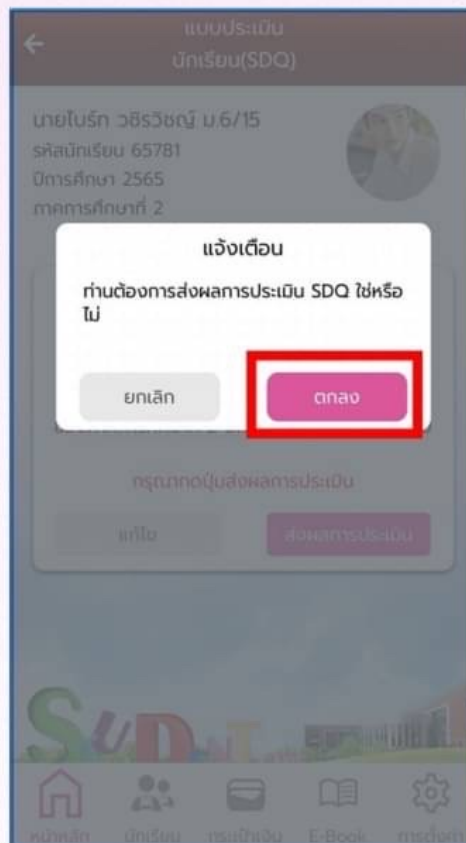 แบบประเมิน
นักเรียน(SDQ)
นายไบร์ท วชิรวิชญ์ ม.6/15
รหัสนักเรียน 65781
ปีการศึกษา 2565
ภาคการศึกษาที่ 2
แจ้งเตือน
ท่านต้องการส่งผลการประเมิน SDQ ใช่หรือ
ไม่
ยกเลิก
ตกลง
กรุณากดปุ่มส่งผลการประเมิน
แก้ไข
ส่งผลการประเมิน
หน้าหลัก
นักเรียน
กระเป๋าเงิน
E-Book
การตั้งค่า